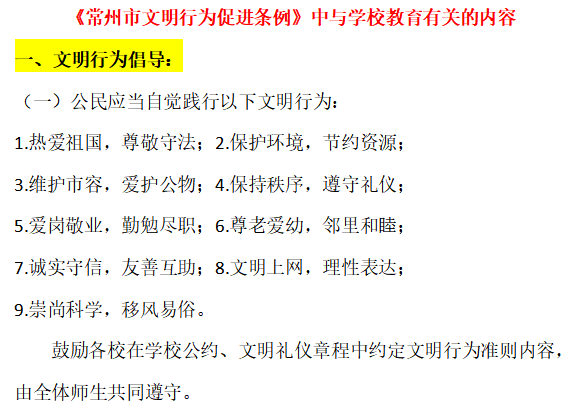 《常州市文明行为促进条例》中与学校教育有关的内容
一、文明行为倡导：
（一）公民应当自觉践行以下文明行为：
1.热爱祖国，尊敬守法；2.保护环境，节约资源；
3.维护市容，爱护公物；4.保持秩序，遵守礼仪；
5.爱岗敬业，勤勉尽职；6.尊老爱幼，邻里和睦；
7.诚实守信，友善互助；8.文明上网，理性表达；
9.崇尚科学，移风易俗。
鼓励各校在学校公约、文明礼仪章程中约定文明行为准则内容，
由全体师生共同遵守。